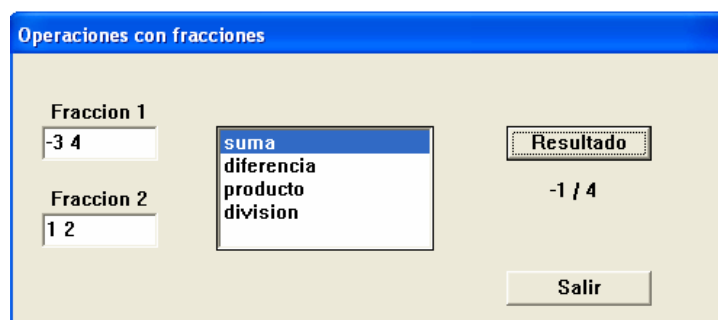 Operaciones con fracciones
Fraccion 1
-3 4
Fraccion 2
1 2
suma
diferencia
producto
division
Resultado
-1 / 4
Salir